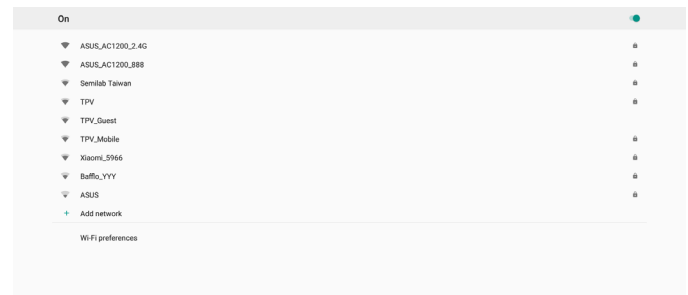 On
ASUS_AC1200_2.4G
ASUS_AC1200_888
Semilab Taiwan
TPV
TPV_Guest
TPV_Mobile
Xiaomi_5966
Bafflo_YYY
ASUS
Add network
Wi-Fi preferences